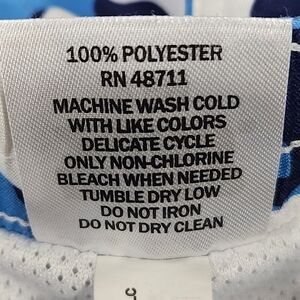 100% POLYESTER
RN 48711
MACHINE WASH COLD
WITH LIKE COLORS
DELICATE CYCLE
ONLY NON-CHLORINE
BLEACH WHEN NEEDED
TUMBLE DRY LOW
DO NOT IRON
DO NOT DRY CLEAN